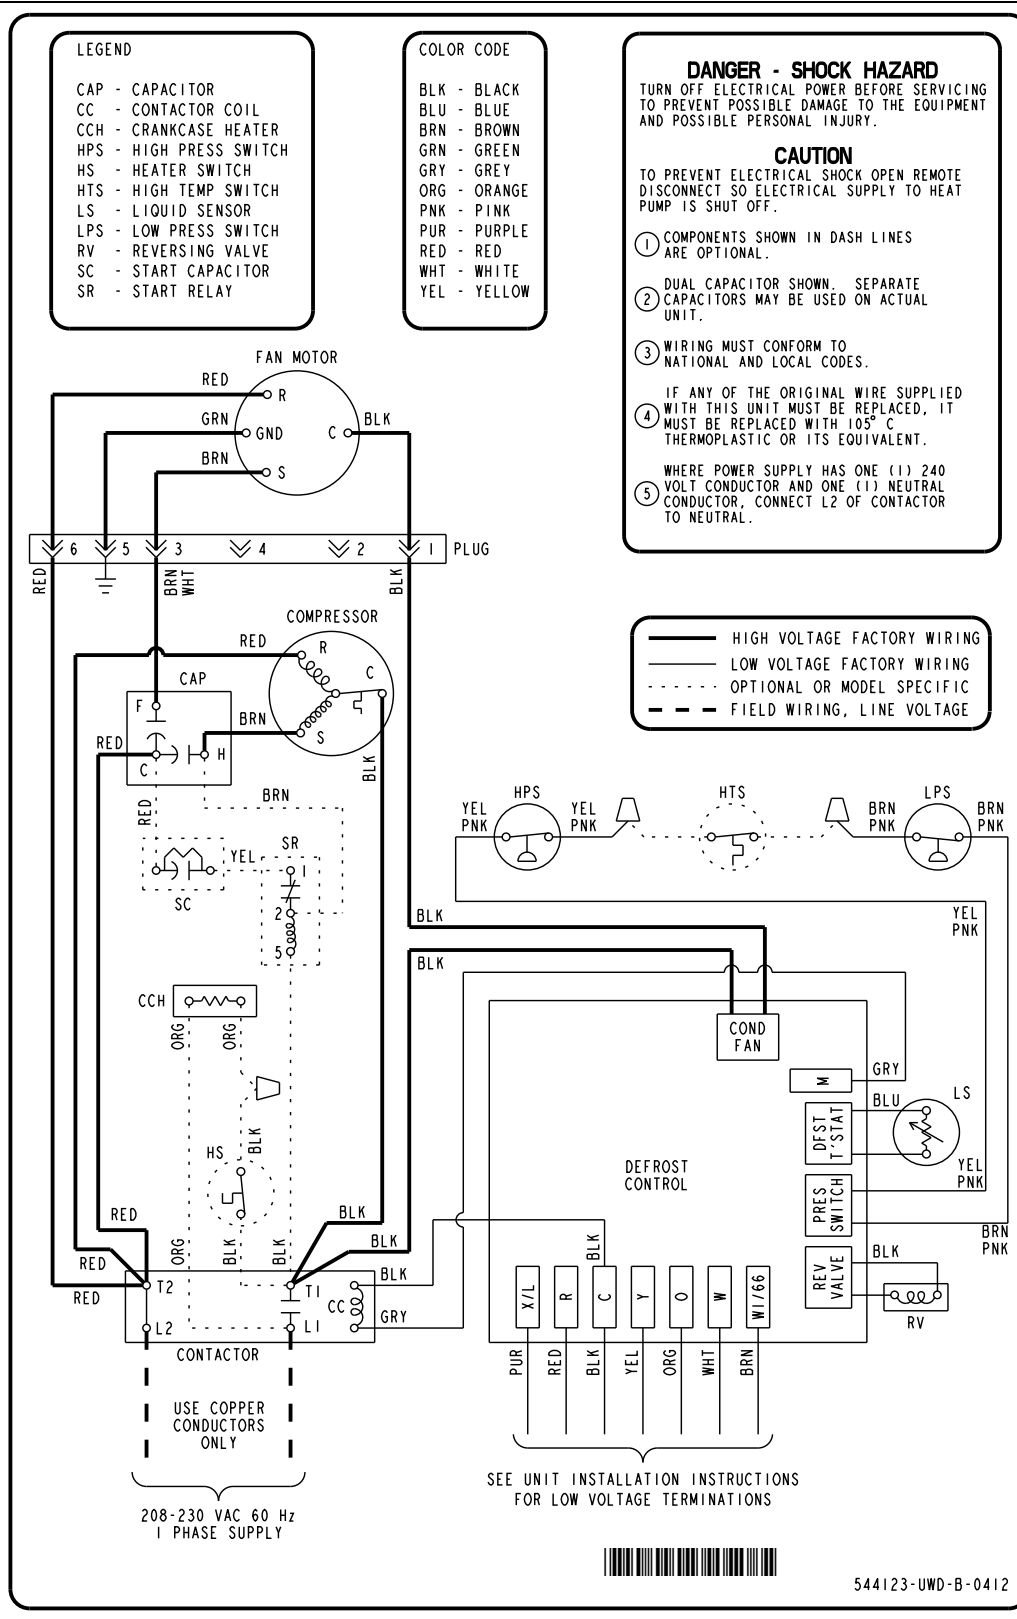 LEGEND
CAP - CAPACITOR
CC - CONTACTOR COIL
CCH - CRANKCASE HEATER
HPS - HIGH PRESS SWITCH
HS - HEATER SWITCH
HTS - HIGH TEMP SWITCH
LS - LIQUID SENSOR
LPS - LOW PRESS SWITCH
RV - REVERSING VALVE
SC - START CAPACITOR
SR - START RELAY
COLOR CODE
BLK - BLACK
BLU - BLUE
BRN - BROWN
GRN - GREEN
GRY - GREY
ORG - ORANGE
PNK - PINK
PUR - PURPLE
RED - RED
WHT - WHITE
YEL - YELLOW
DANGER - SHOCK HAZARD
TURN OFF ELECTRICAL POWER BEFORE SERVICING
TO PREVENT POSSIBLE DAMAGE TO THE EQUIPMENT
AND POSSIBLE PERSONAL INJURY.
CAUTION
TO PREVENT ELECTRICAL SHOCK OPEN REMOTE
DISCONNECT SO ELECTRICAL SUPPLY TO HEAT
PUMP IS SHUT OFF.
1 COMPONENTS SHOWN IN DASH LINES
ARE OPTIONAL.
2 DUAL CAPACITOR SHOWN. SEPARATE
CAPACITORS MAY BE USED ON ACTUAL
UNIT.
3 WIRING MUST CONFORM TO
NATIONAL AND LOCAL CODES.
4 IF ANY OF THE ORIGINAL WIRE SUPPLIED
WITH THIS UNIT MUST BE REPLACED, IT
MUST BE REPLACED WITH 105° C
THERMOPLASTIC OR ITS EQUIVALENT.
5 WHERE POWER SUPPLY HAS ONE (1) 240
VOLT CONDUCTOR AND ONE (1) NEUTRAL
CONDUCTOR, CONNECT L2 OF CONTACTOR
TO NEUTRAL.
HIGH VOLTAGE FACTORY WIRING
LOW VOLTAGE FACTORY WIRING
OPTIONAL OR MODEL SPECIFIC
FIELD WIRING, LINE VOLTAGE
FAN MOTOR
RED
R
GRN
GND
C
BLK
BRN
S
6
5
3
4
2
1
PLUG
RED
BRN
WHT
BLK
COMPRESSOR
RED
R
C
S
BRN
BLK
CAP
F
C
H
RED
RED
BRN
SC
YEL
SR
1
2
5
CCH
ORG
ORG
HS
BLK
BLK
BLK
ORG
RED
RED
RED
BLK
BLK
T2
T1
L2
L1
CC
BLK
GRY
CONTACTOR
USE COPPER
CONDUCTORS
ONLY
208-230 VAC 60 Hz
1 PHASE SUPPLY
HPS
YEL
PNK
YEL
PNK
HTS
LPS
BRN
PNK
BRN
PNK
YEL
PNK
BLK
BLK
COND
FAN
M
GRY
DFST
T'STAT
BLU
LS
PRES
SWITCH
YEL
PNK
BRN
PNK
REV
VALVE
BLK
RV
DEFROST
CONTROL
BLK
X/L
R
C
Y
O
W
W1/66
PUR
RED
BLK
YEL
ORG
WHT
BRN
SEE UNIT INSTALLATION INSTRUCTIONS
FOR LOW VOLTAGE TERMINATIONS
544123-UWD-B-0412